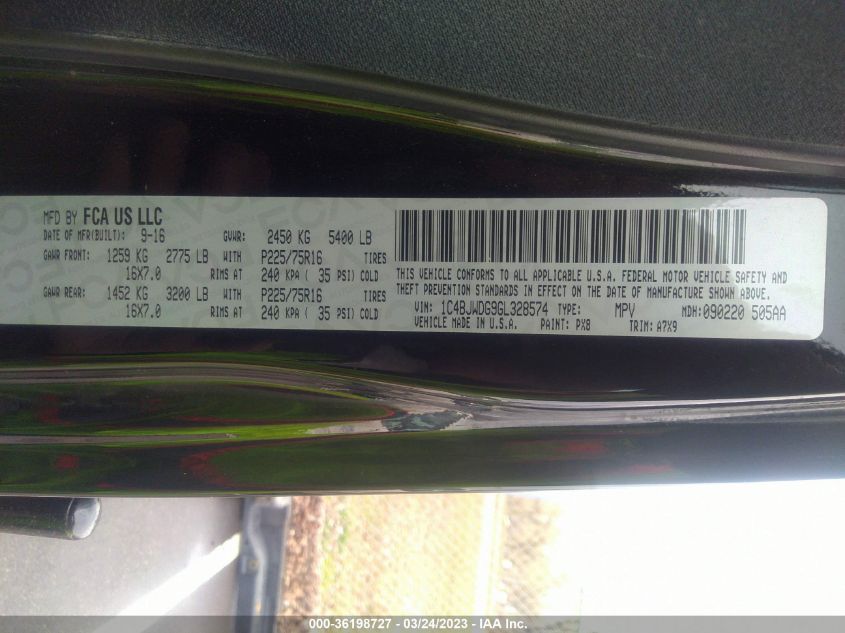 MFD BY FCA US LLC
DATE OF MFR(BUILT): 9-16 GVWR: 2450 KG 5400 LB
GAWR FRONT: 1259 KG 2775 LB WITH P225/75R16 TIRES
16X7.0 RIMS AT 240 KPA ( 35 PSI) COLD
GAWR REAR: 1452 KG 3200 LB WITH P225/75R16 TIRES
16X7.0 RIMS AT 240 KPA ( 35 PSI) COLD
THIS VEHICLE CONFORMS TO ALL APPLICABLE U.S.A. FEDERAL MOTOR VEHICLE SAFETY AND
THEFT PREVENTION STANDARDS IN EFFECT ON THE DATE OF MANUFACTURE SHOWN ABOVE.
VIN: 1C4BJWDG9GL328574 TYPE: MPV MDH: 090220 505AA
VEHICLE MADE IN U.S.A. PAINT: PX8 TRIM: A7X9
000-36198727 - 03/24/2023 - IAA Inc.